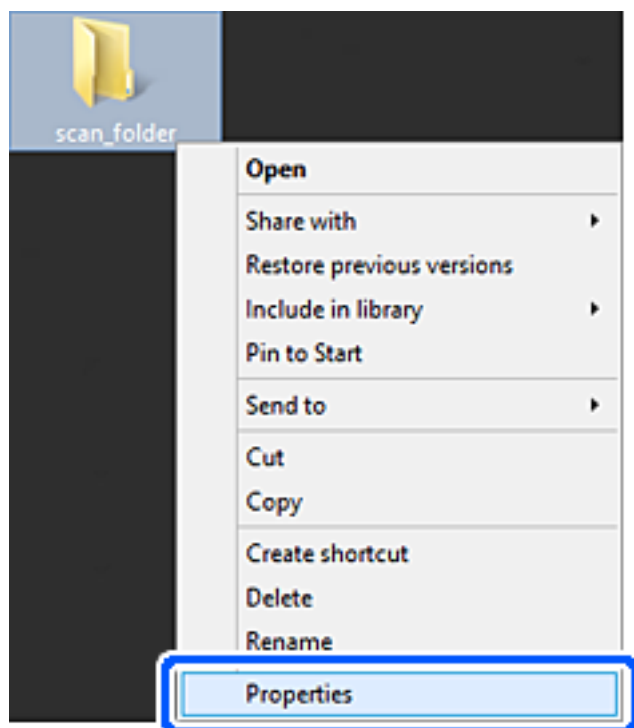 scan_folder
Open
Share with
Restore previous versions
Include in library
Pin to Start
Send to
Cut
Copy
Create shortcut
Delete
Rename
Properties